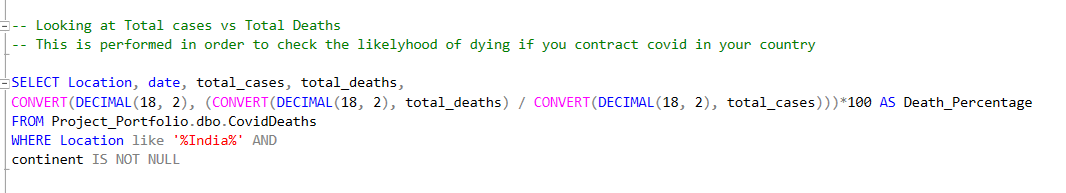 -- Looking at Total cases vs Total Deaths
-- This is performed in order to check the likelyhood of dying if you contract covid in your country
SELECT Location, date, total_cases, total_deaths,
CONVERT(DECIMAL(18, 2), (CONVERT(DECIMAL(18, 2), total_deaths) / CONVERT(DECIMAL(18, 2), total_cases)))*100 AS Death_Percentage
FROM Project_Portfolio.dbo.CovidDeaths
WHERE Location like '%India%' AND
continent IS NOT NULL